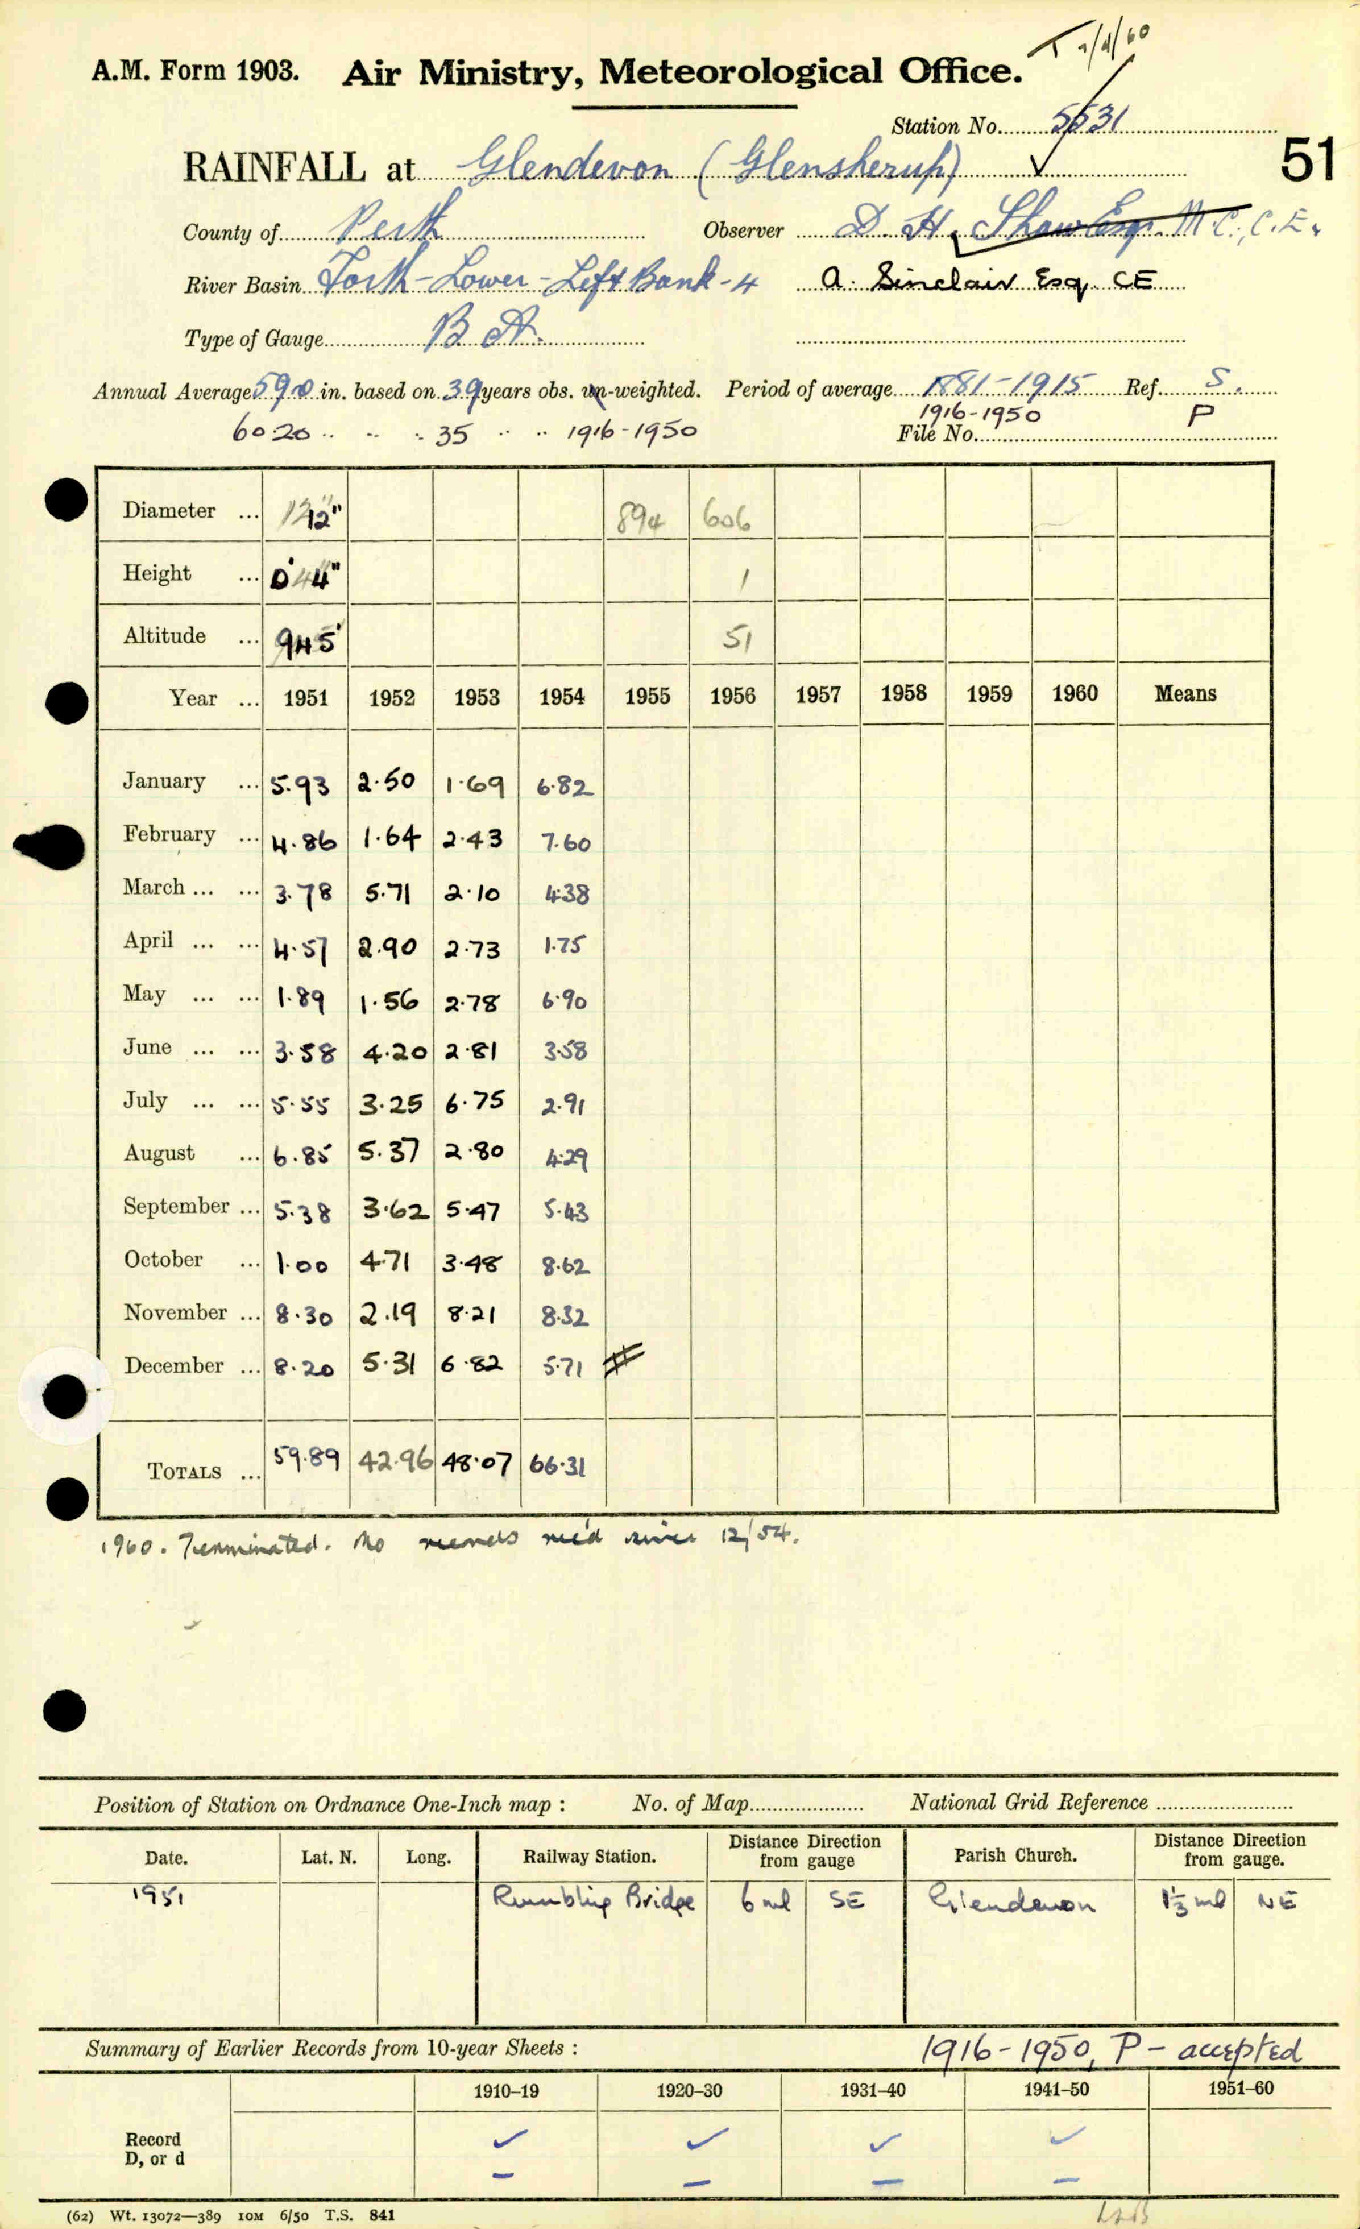 T 7/4/60
A.M. Form 1903. Air Ministry, Meteorological Office.
Station No. 5531
51
RAINFALL at Glendevon (Glensherup)
County of Perth Observer D. H. Shaw Esq. M.C., C.E.
River Basin Forth-Lower-Left Bank-4 A. Sinclair Esq. CE
Type of Gauge B A.
Annual Average 59.0 in. based on 39 years obs. un-weighted. Period of average 1881-1915 Ref. S.
60.20 .. .. .. 35 .. .. 1916-1950 1916-1950 P
File No.
Diameter ... 12" 894 606
Height ... 0' 4" 1
Altitude ... 945' 51
Year ... 1951 1952 1953 1954 1955 1956 1957 1958 1959 1960 Means
January ... 5.93 2.50 1.69 6.82
February ... 4.86 1.64 2.43 7.60
March ... ... 3.78 5.71 2.10 4.38
April ... ... 4.57 2.90 2.73 1.75
May ... ... 1.89 1.56 2.78 6.90
June ... ... 3.58 4.20 2.81 3.58
July ... ... 5.55 3.25 6.75 2.91
August ... 6.85 5.37 2.80 4.29
September ... 5.38 3.62 5.47 5.43
October ... 1.00 4.71 3.48 8.62
November ... 8.30 2.19 8.21 8.32
December ... 8.20 5.31 6.82 5.71
TOTALS ... 59.89 42.96 48.07 66.31
1960. Terminated. No records rec'd since 12/54.
Position of Station on Ordnance One-Inch map : No. of Map National Grid Reference
Date. Lat. N. Long. Railway Station. Distance Direction from gauge Parish Church. Distance Direction from gauge.
1951 Rumbling Bridge 6 ml SE Glendevon 1⅓ ml NE
Summary of Earlier Records from 10-year Sheets : 1916-1950, P - accepted
1910–19 1920–30 1931–40 1941–50 1951–60
Record ✓ ✓ ✓ ✓
D, or d – – – –
(62) Wt. 13072—389 10M 6/50 T.S. 841